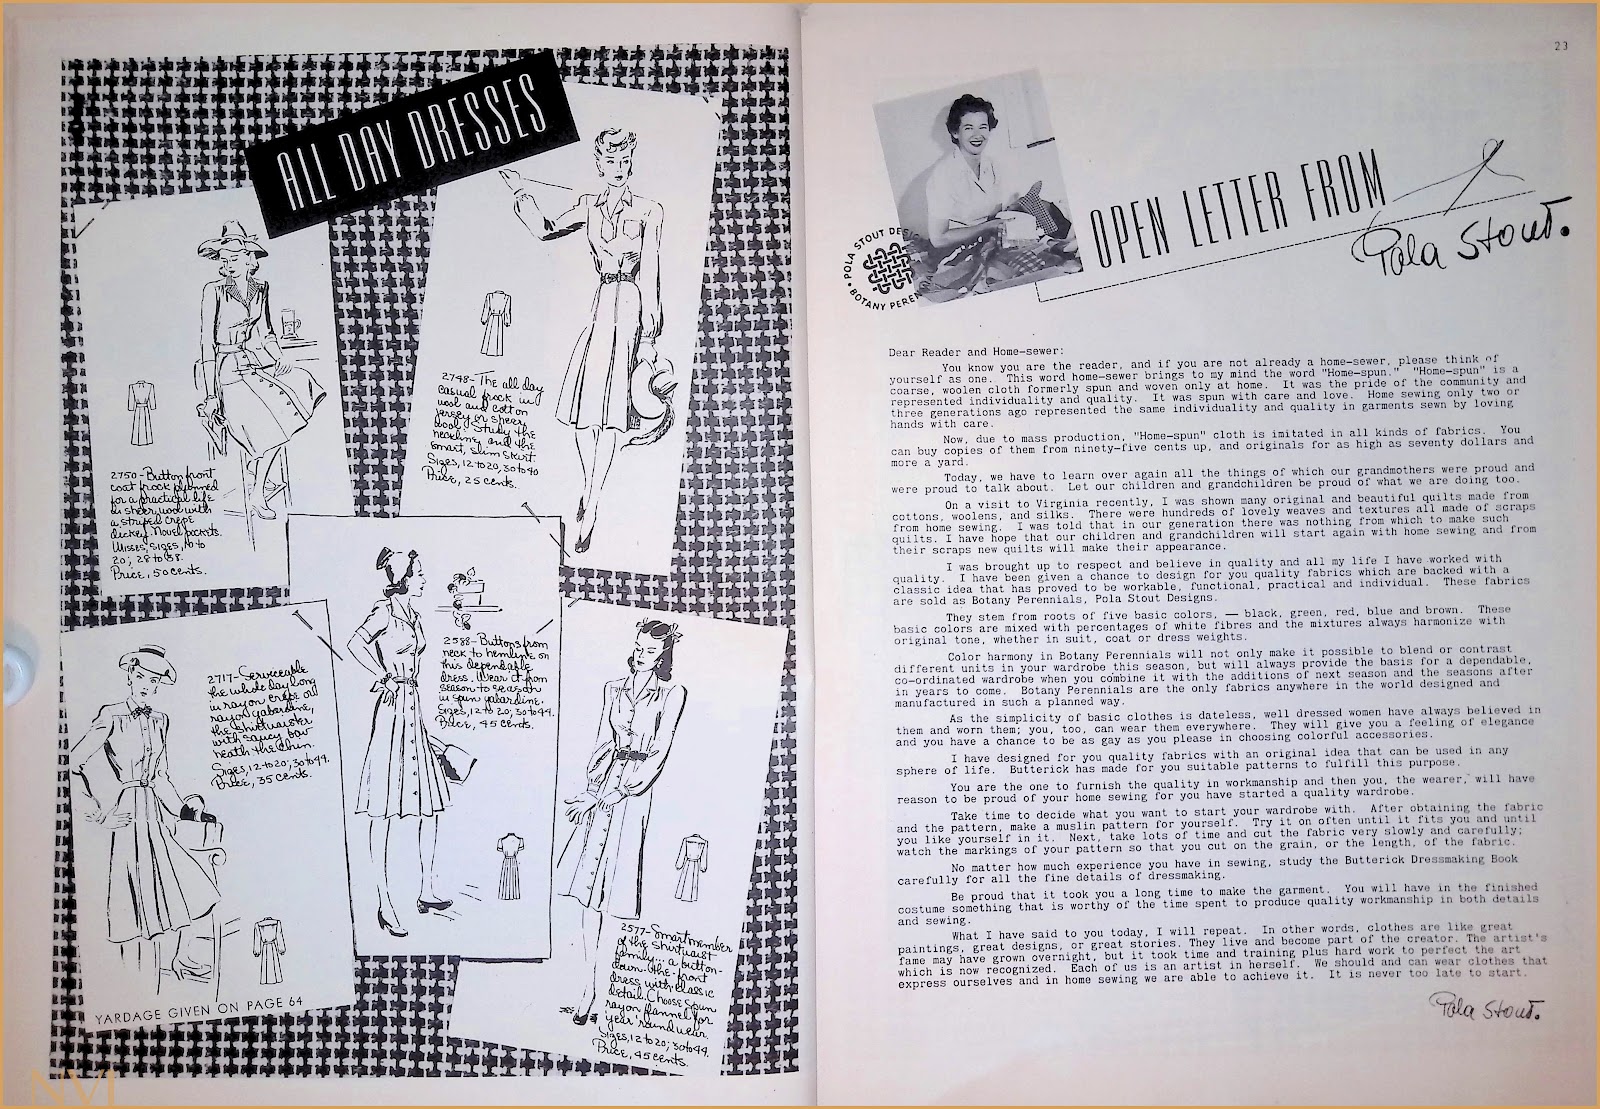 ALL DAY DRESSES
2750-Button front
coat frock planned
for a practical life
in sheer wool with
a striped crepe
dickey. Novel pockets.
Misses, sizes, 10 to
20; 28 to 38.
Price, 50 cents.
2748-The all day
casual frock in
wool and cotton
jersey or sheer
wool. Study the
neckline and the
smart, slim skirt
Sizes, 12 to 20, 30 to 40
Price, 25 cents.
2717-Serviceable
the whole day long
in rayon crepe or
rayon gabardine,
the shirtwaister
with saucy bow
'neath the chin.
Sizes, 12 to 20; 30 to 44.
Price, 35 cents.
2588-Buttons from
neck to hemline on
this dependable
dress. Wear it from
season to season
in spun gabardine.
Sizes, 12 to 20; 30 to 44.
Price, 45 cents.
2577-Smart member
of the shirtwaist
family... a button-
down-the-front
dress with classic
detail. Choose spun
rayon flannel for
'year 'round wear.
Sizes, 12 to 20; 30 to 44.
Price, 45 cents.
YARDAGE GIVEN ON PAGE 64
NVL
23
POLA STOUT DESI
BOTANY PEREN
OPEN LETTER FROM
Pola Stout.
Dear Reader and Home-sewer:
You know you are the reader, and if you are not already a home-sewer, please think of
yourself as one. This word home-sewer brings to my mind the word "Home-spun." "Home-spun" is a
coarse, woolen cloth formerly spun and woven only at home. It was the pride of the community and
represented individuality and quality. It was spun with care and love. Home sewing only two or
three generations ago represented the same individuality and quality in garments sewn by loving
hands with care.
Now, due to mass production, "Home-spun" cloth is imitated in all kinds of fabrics. You
can buy copies of them from ninety-five cents up, and originals for as high as seventy dollars and
more a yard.
Today, we have to learn over again all the things of which our grandmothers were proud and
were proud to talk about. Let our children and grandchildren be proud of what we are doing too.
On a visit to Virginia recently, I was shown many original and beautiful quilts made from
cottons, woolens, and silks. There were hundreds of lovely weaves and textures all made of scraps
from home sewing. I was told that in our generation there was nothing from which to make such
quilts. I have hope that our children and grandchildren will start again with home sewing and from
their scraps new quilts will make their appearance.
I was brought up to respect and believe in quality and all my life I have worked with
quality. I have been given a chance to design for you quality fabrics which are backed with a
classic idea that has proved to be workable, functional, practical and individual. These fabrics
are sold as Botany Perennials, Pola Stout Designs.
They stem from roots of five basic colors, — black, green, red, blue and brown. These
basic colors are mixed with percentages of white fibres and the mixtures always harmonize with
original tone, whether in suit, coat or dress weights.
Color harmony in Botany Perennials will not only make it possible to blend or contrast
different units in your wardrobe this season, but will always provide the basis for a dependable,
co-ordinated wardrobe when you combine it with the additions of next season and the seasons after
in years to come. Botany Perennials are the only fabrics anywhere in the world designed and
manufactured in such a planned way.
As the simplicity of basic clothes is dateless, well dressed women have always believed in
them and worn them; you, too, can wear them everywhere. They will give you a feeling of elegance
and you have a chance to be as gay as you please in choosing colorful accessories.
I have designed for you quality fabrics with an original idea that can be used in any
sphere of life. Butterick has made for you suitable patterns to fulfill this purpose.
You are the one to furnish the quality in workmanship and then you, the wearer, will have
reason to be proud of your home sewing for you have started a quality wardrobe.
Take time to decide what you want to start your wardrobe with. After obtaining the fabric
and the pattern, make a muslin pattern for yourself. Try it on often until it fits you and until
you like yourself in it. Next, take lots of time and cut the fabric very slowly and carefully;
watch the markings of your pattern so that you cut on the grain, or the length, of the fabric.
No matter how much experience you have in sewing, study the Butterick Dressmaking Book
carefully for all the fine details of dressmaking.
Be proud that it took you a long time to make the garment. You will have in the finished
costume something that is worthy of the time spent to produce quality workmanship in both details
and sewing.
What I have said to you today, I will repeat. In other words, clothes are like great
paintings, great designs, or great stories. They live and become part of the creator. The artist's
fame may have grown overnight, but it took time and training plus hard work to perfect the art
which is now recognized. Each of us is an artist in herself. We should and can wear clothes that
express ourselves and in home sewing we are able to achieve it. It is never too late to start.
Pola Stout.